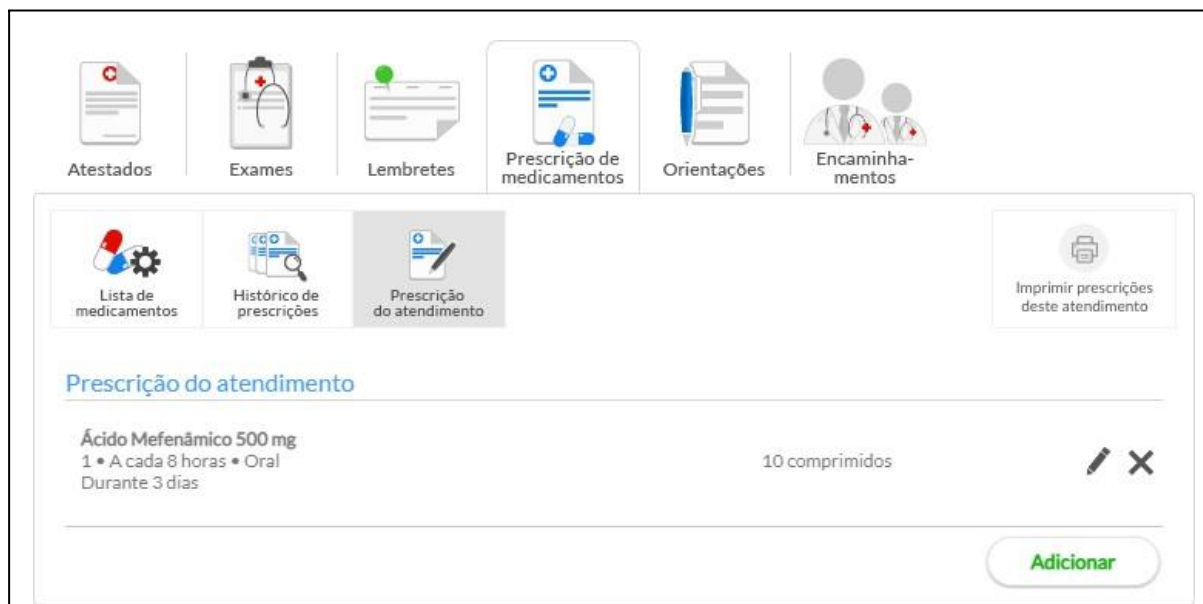 Atestados
Exames
Lembretes
Prescrição de
medicamentos
Orientações
Encaminha-
mentos
Lista de
medicamentos
Histórico de
prescrições
Prescrição
do atendimento
Imprimir prescrições
deste atendimento
Prescrição do atendimento
Ácido Mefenâmico 500 mg
1 • A cada 8 horas • Oral
Durante 3 dias
10 comprimidos
Adicionar